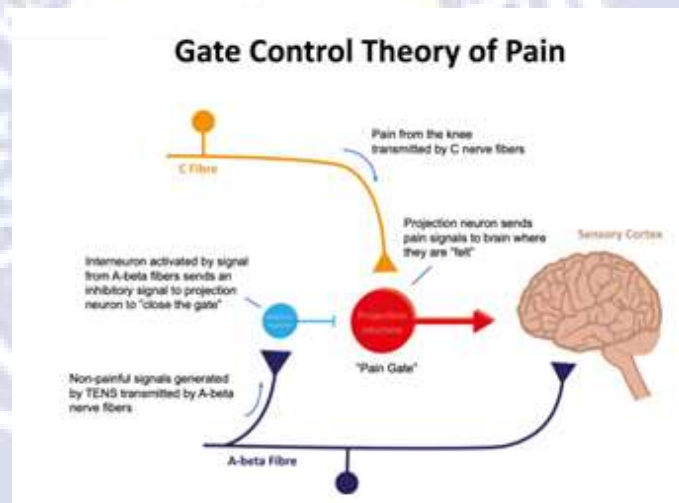 Gate Control Theory of Pain
Pain from the knee
transmitted by C nerve fibers
C Fibre
Projection neuron sends
pain signals to brain where
they are "felt"
Sensory Cortex
Interneuron activated by signal
from A-beta fibers sends an
inhibitory signal to projection
neuron to "close the gate"
Projection
"Pain Gate"
Non-painful signals generated
by TENS transmitted by A-beta
nerve fibers
A-beta Fibre